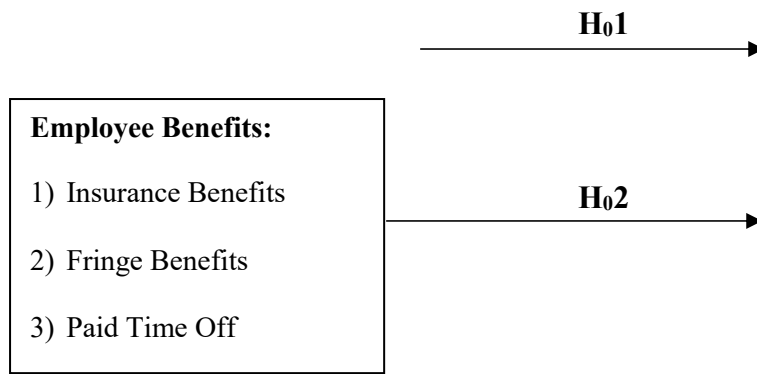 H₀1
Employee Benefits:
1) Insurance Benefits
H₀2
2) Fringe Benefits
3) Paid Time Off